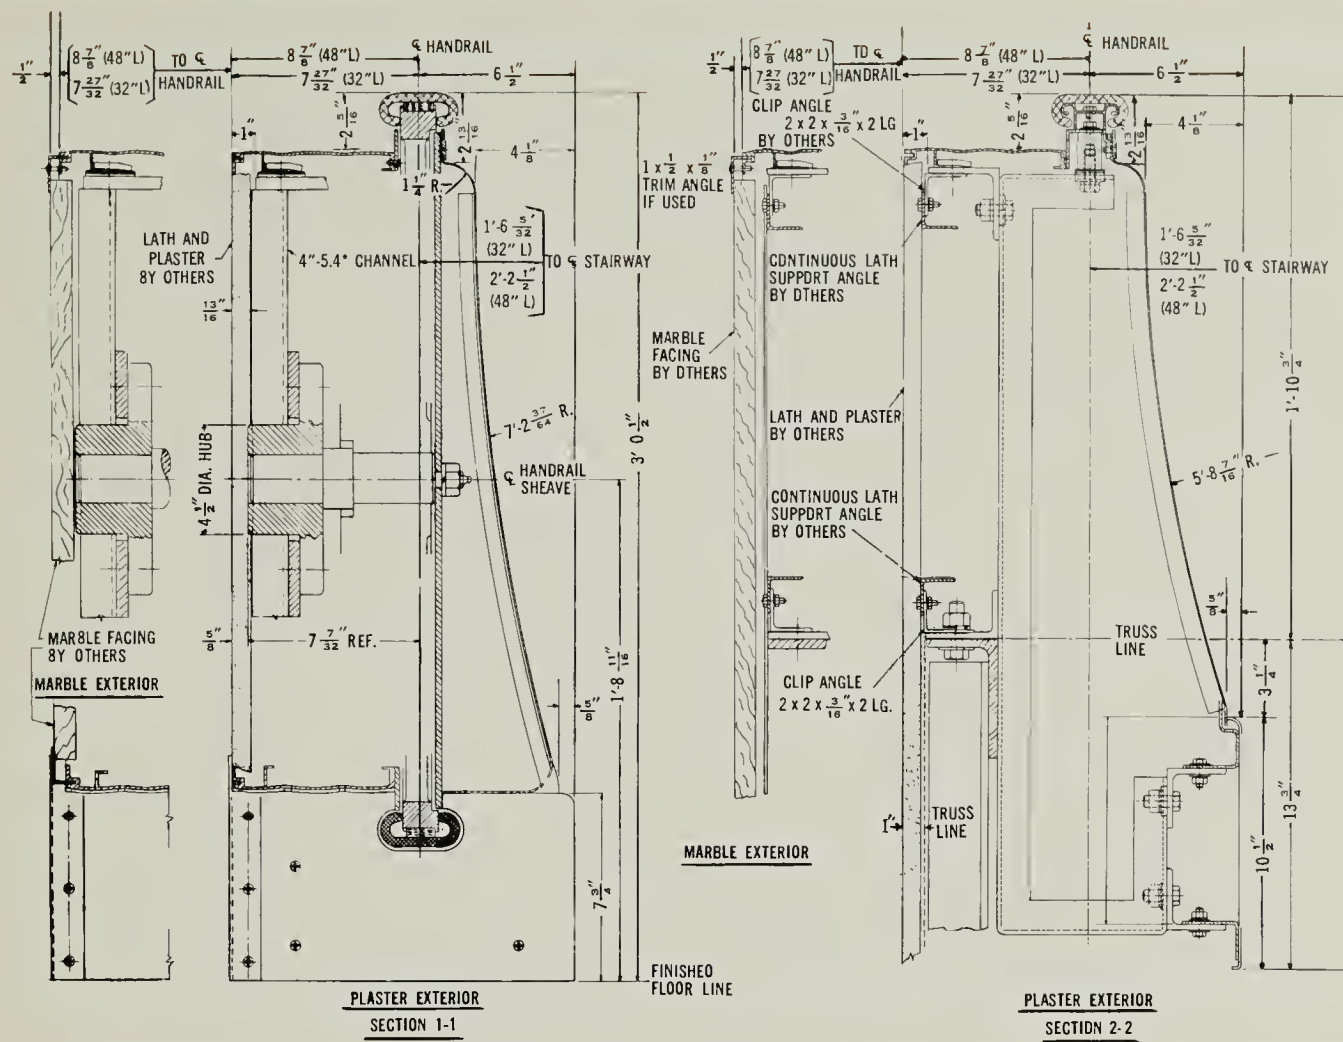 1/2"
8 7/8" (48"L)
7 27/32" (32"L)
TO ℄
HANDRAIL
8 7/8" (48"L)
7 27/32" (32"L)
℄ HANDRAIL
6 1/2"
1"
2 5/16"
2 13/16"
4 1/8"
1 1/4" R.
LATH AND
PLASTER
8Y OTHERS
4"-5.4# CHANNEL
1'-6 5/32'
(32" L)
2'-2 1/2"
(48" L)
TO ℄ STAIRWAY
13/16
4 1/2" DIA. HUB
7'-2 37/64 R.
℄ HANDRAIL
SHEAVE
3' 0 1/2"
5/8"
7 7/32" REF.
1'-8 11/16"
5/8"
MAR8LE FACING
8Y OTHERS
MARBLE EXTERIOR
7 3/4"
FINISHED
FLOOR LINE
PLASTER EXTERIOR
SECTION 1-1
1/2"
8 7/8" (48"L)
7 27/32 (32"L)
TD ℄
HANDRAIL
8 7/8" (48"L)
7 27/32" (32"L)
℄ HANDRAIL
6 1/2"
CLIP ANGLE
2 x 2 x 3/16" x 2 LG
BY OTHERS
1"
2 5/16"
2 13/16"
4 1/8"
1 x 1/2 x 1/8"
TRIM ANGLE
IF USED
CONTINUOUS LATH
SUPPORT ANGLE
BY DTHERS
1'-6 5/32"
(32"L)
2'-2 1/2"
(48"L)
TO ℄ STAIRWAY
MARBLE
FACING
BY DTHERS
1'-10 3/4"
LATH AND PLASTER
BY OTHERS
5'-8 7/16" R.
CONTINUOUS LATH
SUPPDRT ANGLE
BY OTHERS
5/8"
TRUSS
LINE
3 1/4"
CLIP ANGLE
2 x 2 x 3/16" x 2 LG.
1"
TRUSS
LINE
13 3/4"
10 1/2"
MARBLE EXTERIOR
PLASTER EXTERIOR
SECTIDN 2-2